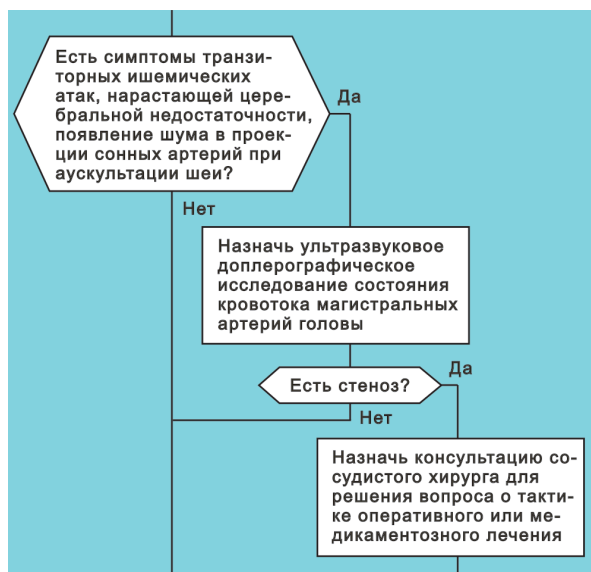 Есть симптомы транзи-
торных ишемических
атак, нарастающей цере-
бральной недостаточности,
появление шума в проек-
ции сонных артерий при
аускультации шеи?
Да
Нет
Назначь ультразвуковое
доплерографическое
исследование состояния
кровотока магистральных
артерий головы
Есть стеноз?
Да
Нет
Назначь консультацию со-
судистого хирурга для
решения вопроса о такти-
ке оперативного или ме-
дикаментозного лечения